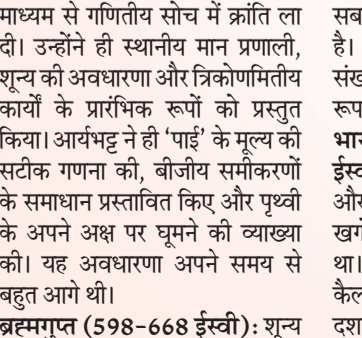 माध्यम से गणितीय सोच में क्रांति ला
दी। उन्होंने ही स्थानीय मान प्रणाली,
शून्य की अवधारणा और त्रिकोणमितीय
कार्यों के प्रारंभिक रूपों को प्रस्तुत
किया। आर्यभट्ट ने ही ‘पाई’ के मूल्य की
सटीक गणना की, बीजीय समीकरणों
के समाधान प्रस्तावित किए और पृथ्वी
के अपने अक्ष पर घूमने की व्याख्या
की। यह अवधारणा अपने समय से
बहुत आगे थी।
ब्रह्मगुप्त (598-668 ईस्वी): शून्य
है।
रूप
भार
ईस्व
और
खग
था।
कैल
दश